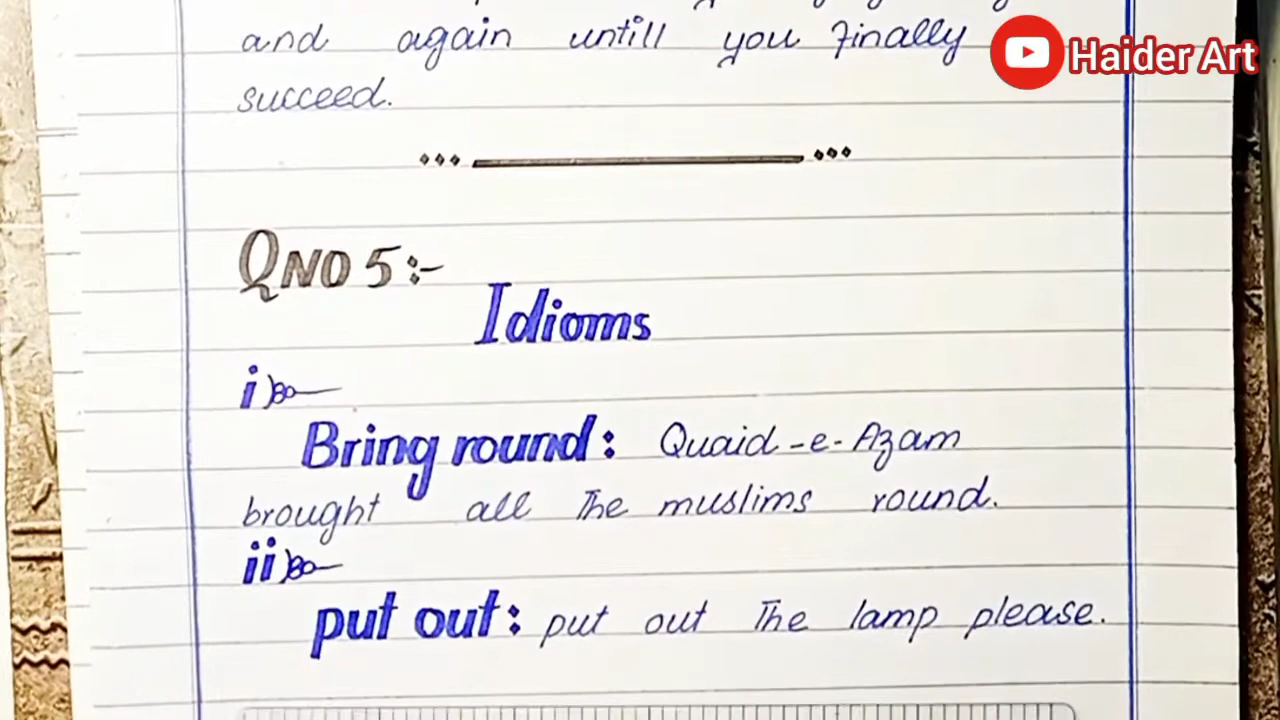 and again untill you finally
succeed.
Haider Art
QNO 5:-
Idioms
i
Bring round: Quaid-e-Azam
brought all The muslims round.
ii
put out: put out The lamp please.